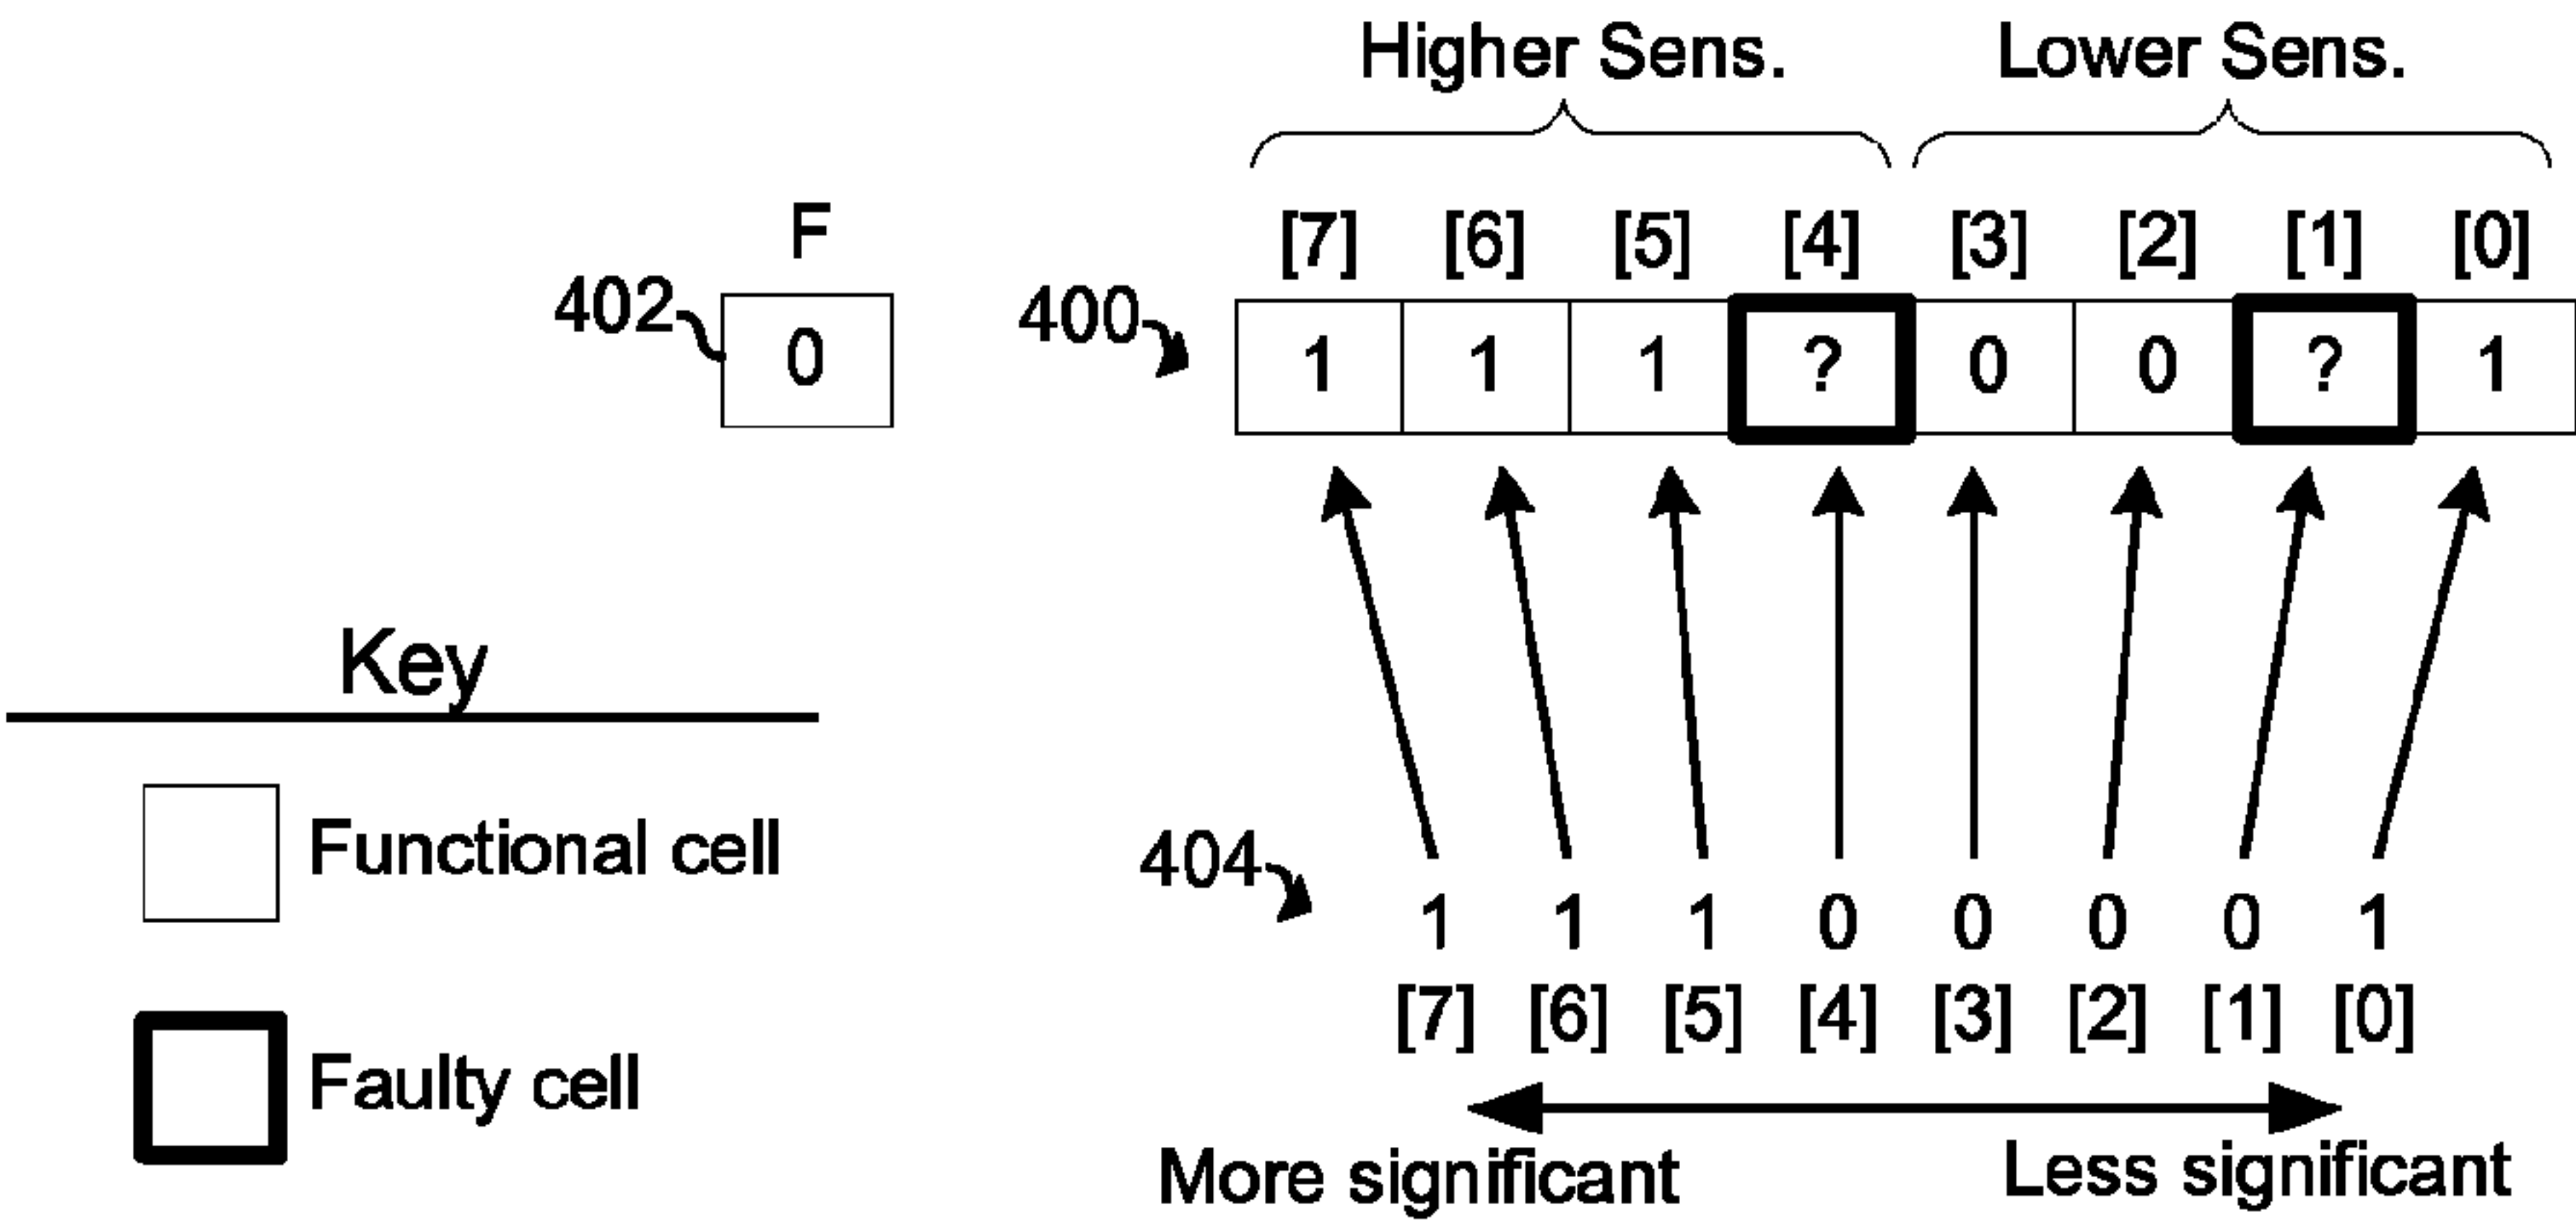 Higher Sens. Lower Sens.
F [7] [6] [5] [4] [3] [2] [1] [0]
402 0 400 1 1 1 ? 0 0 ? 1
Key
Functional cell
404 1 1 1 0 0 0 0 1
[7] [6] [5] [4] [3] [2] [1] [0]
Faulty cell
More significant Less significant